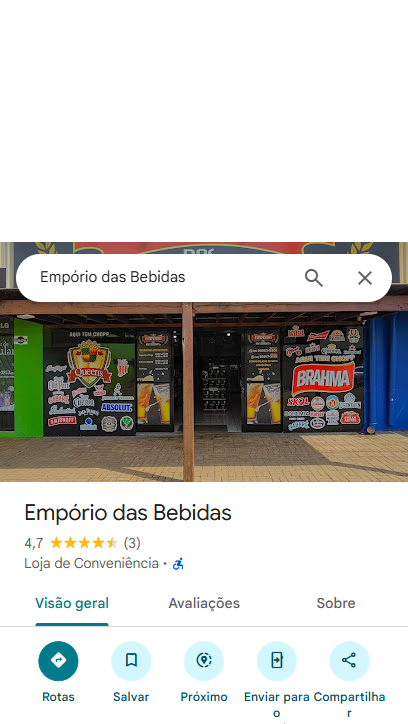 Empório das Bebidas
AQUI TEM CHOPP
Queens
ABSOLUT
AQUI TEM CHOPP
BRAHMA
SKOL
Empório das Bebidas
4,7 (3)
Loja de Conveniência ·
Visão geral Avaliações Sobre
Rotas Salvar Próximo Enviar para o Compartilhar